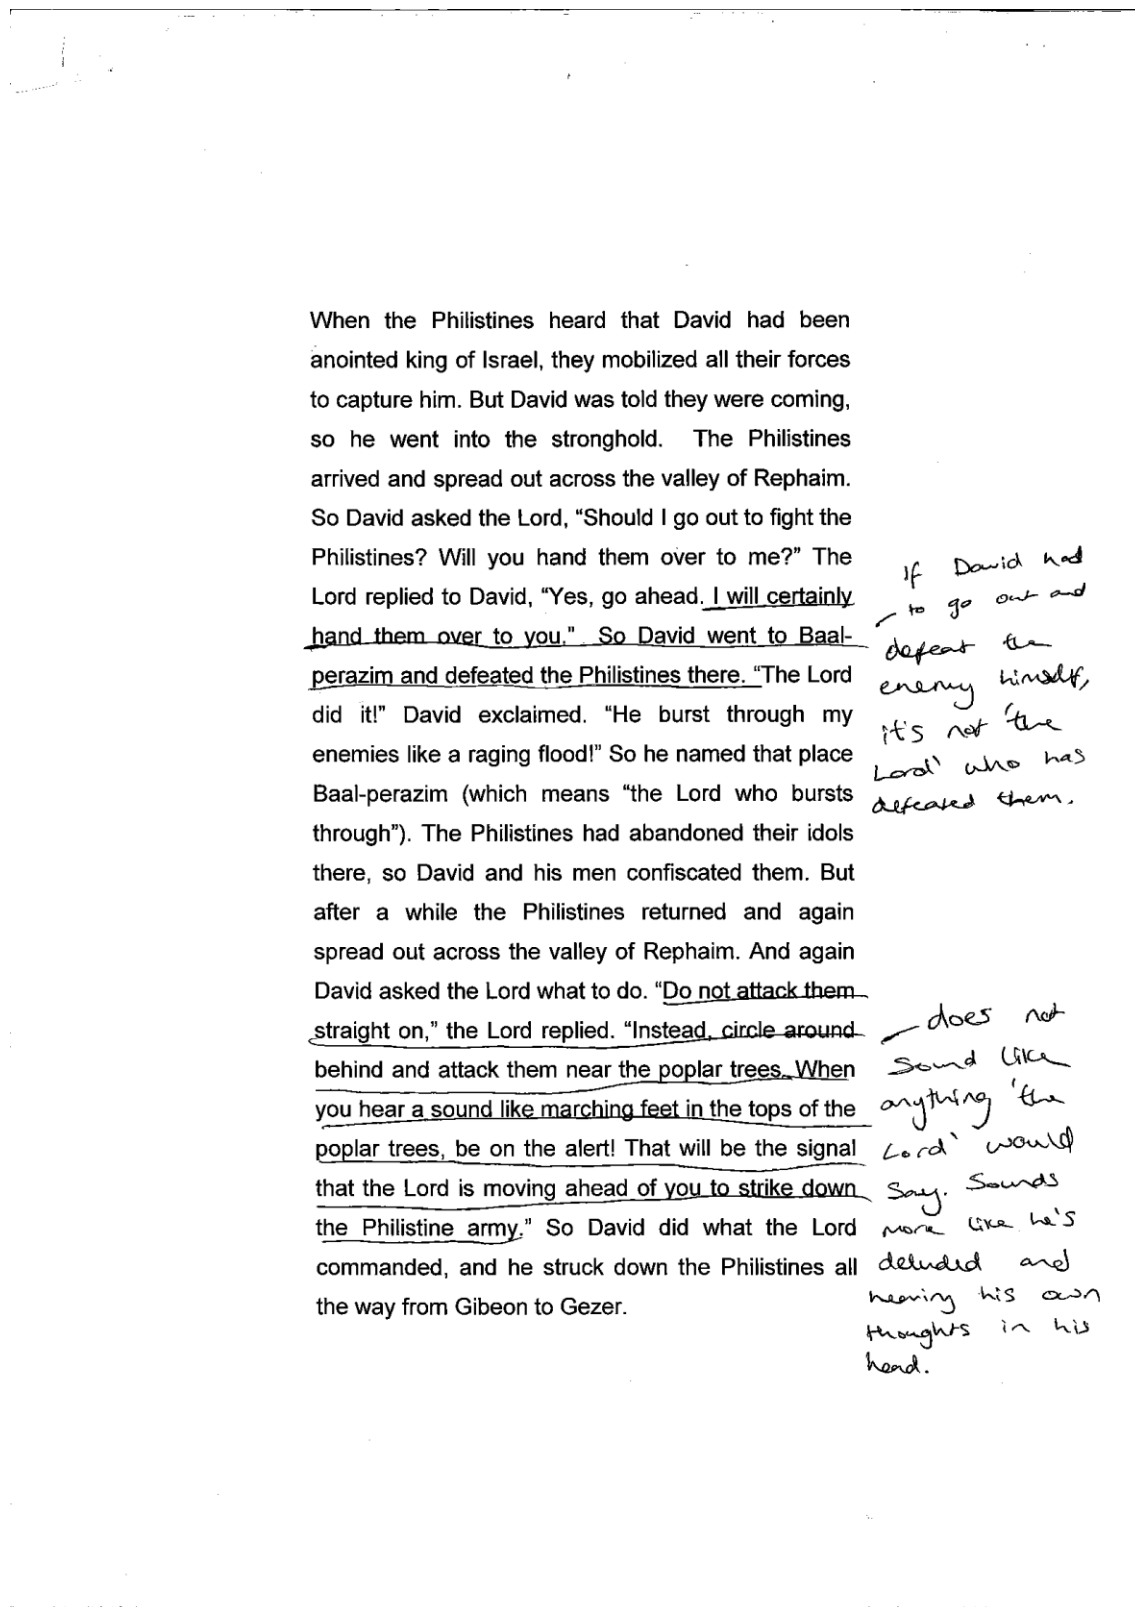 When the Philistines heard that David had been
anointed king of Israel, they mobilized all their forces
to capture him. But David was told they were coming,
so he went into the stronghold. The Philistines
arrived and spread out across the valley of Rephaim.
So David asked the Lord, “Should I go out to fight the
Philistines? Will you hand them over to me?” The
Lord replied to David, “Yes, go ahead. I will certainly
hand them over to you.” So David went to Baal-
perazim and defeated the Philistines there. “The Lord
did it!” David exclaimed. “He burst through my
enemies like a raging flood!” So he named that place
Baal-perazim (which means “the Lord who bursts
through”). The Philistines had abandoned their idols
there, so David and his men confiscated them. But
after a while the Philistines returned and again
spread out across the valley of Rephaim. And again
David asked the Lord what to do. “Do not attack them
straight on,” the Lord replied. “Instead, circle around
behind and attack them near the poplar trees. When
you hear a sound like marching feet in the tops of the
poplar trees, be on the alert! That will be the signal
that the Lord is moving ahead of you to strike down
the Philistine army.” So David did what the Lord
commanded, and he struck down the Philistines all
the way from Gibeon to Gezer.
If David had
to go out and
defeat the
enemy himself,
it's not 'the
Lord' who has
defeated them.
does not
sound like
anything 'the
Lord' would
say. Sounds
more like he's
deluded and
hearing his own
thoughts in his
head.